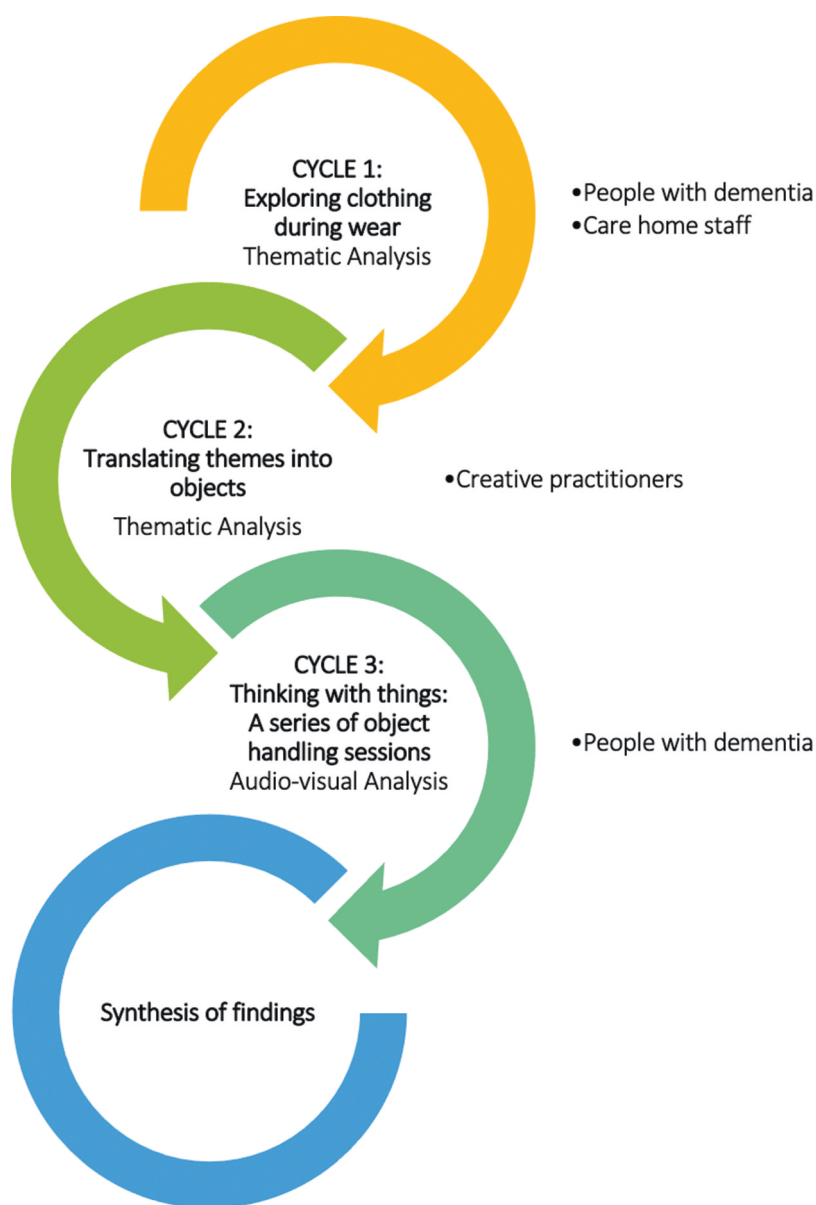 CYCLE 1:
Exploring clothing
during wear
Thematic Analysis
•People with dementia
•Care home staff
CYCLE 2:
Translating themes into
objects
Thematic Analysis
•Creative practitioners
CYCLE 3:
Thinking with things:
A series of object
handling sessions
Audio-visual Analysis
•People with dementia
Synthesis of findings